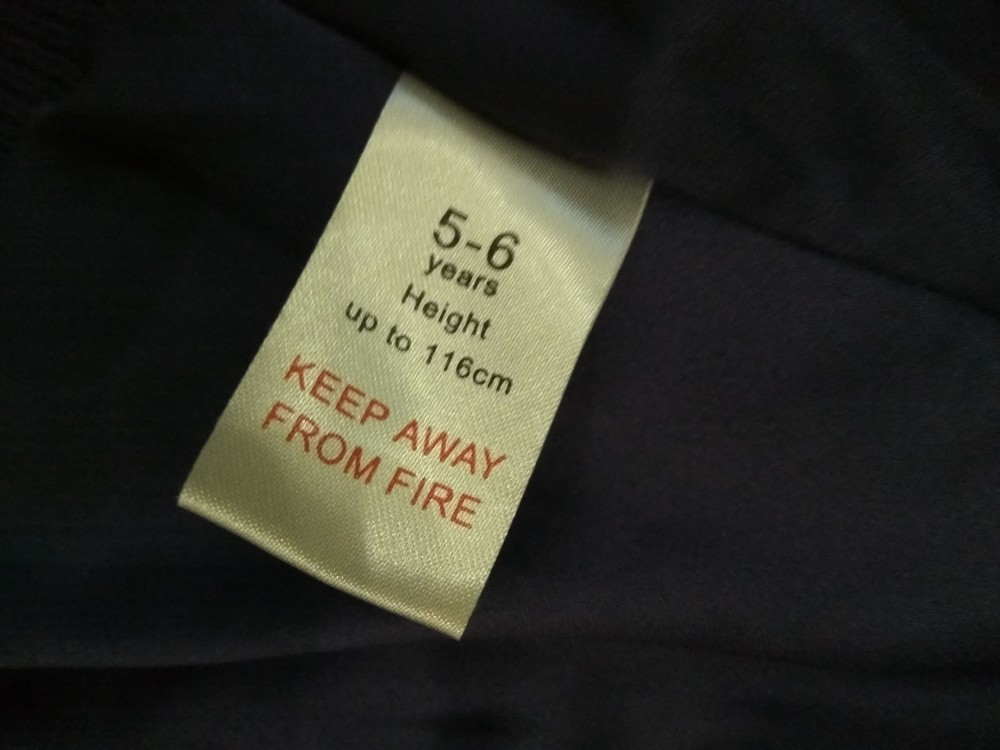 5-6
years
Height
up to 116cm
KEEP AWAY
FROM FIRE